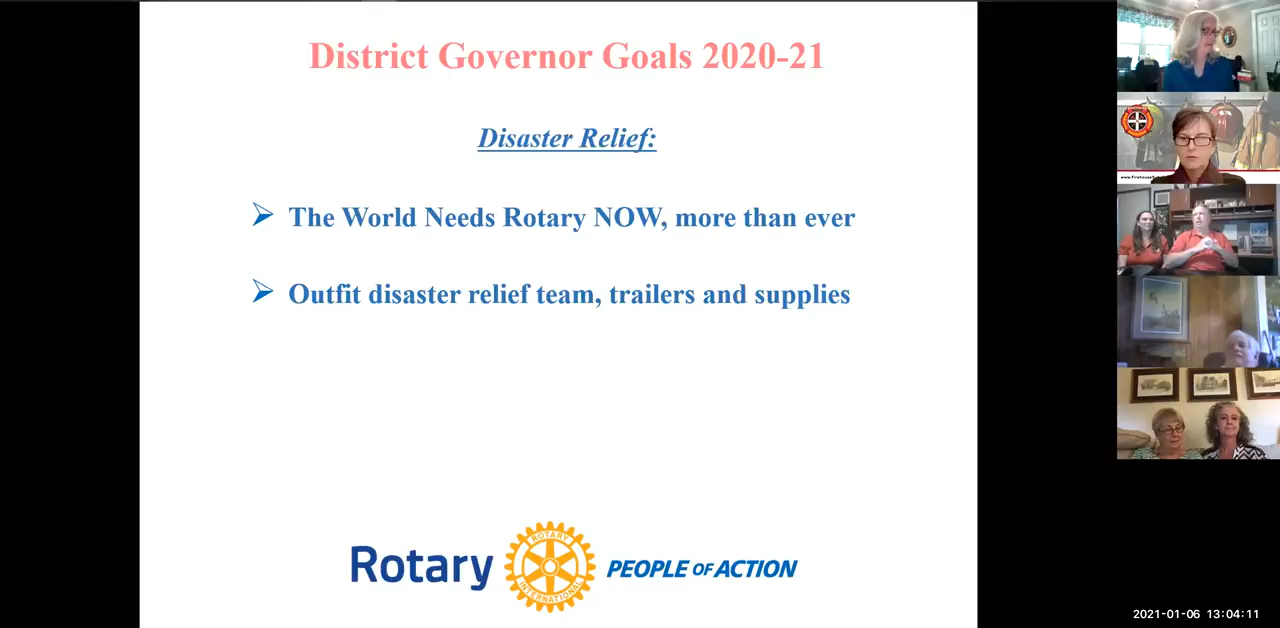 District Governor Goals 2020-21
Disaster Relief:
The World Needs Rotary NOW, more than ever
Outfit disaster relief team, trailers and supplies
Rotary
ROTARY
INTERNATIONAL
PEOPLE OF ACTION
2021-01-06 13:04:11